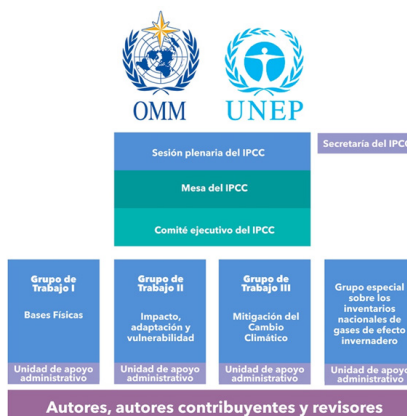 OMM
UNEP
Sesión plenaria del IPCC
Secretaría del IPCC
Mesa del IPCC
Comité ejecutivo del IPCC
Grupo de
Trabajo I
Bases Físicas
Unidad de apoyo
administrativo
Grupo de
Trabajo II
Impacto,
adaptación y
vulnerabilidad
Unidad de apoyo
administrativo
Grupo de
Trabajo III
Mitigación del
Cambio
Climático
Unidad de apoyo
administrativo
Grupo especial
sobre los
inventarios
nacionales de
gases de efecto
invernadero
Unidad de apoyo
administrativo
Autores, autores contribuyentes y revisores